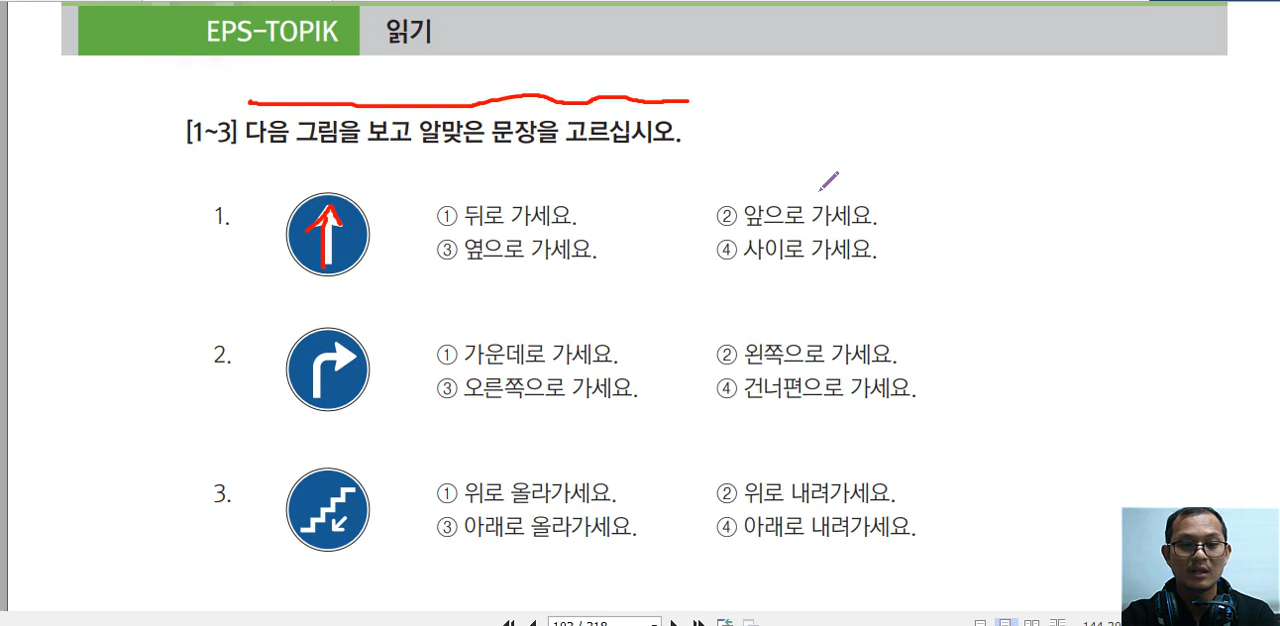 EPS-TOPIK 읽기
[1~3] 다음 그림을 보고 알맞은 문장을 고르십시오.
1. ① 뒤로 가세요. ② 앞으로 가세요.
③ 옆으로 가세요. ④ 사이로 가세요.
2. ① 가운데로 가세요. ② 왼쪽으로 가세요.
③ 오른쪽으로 가세요. ④ 건너편으로 가세요.
3. ① 위로 올라가세요. ② 위로 내려가세요.
③ 아래로 올라가세요. ④ 아래로 내려가세요.